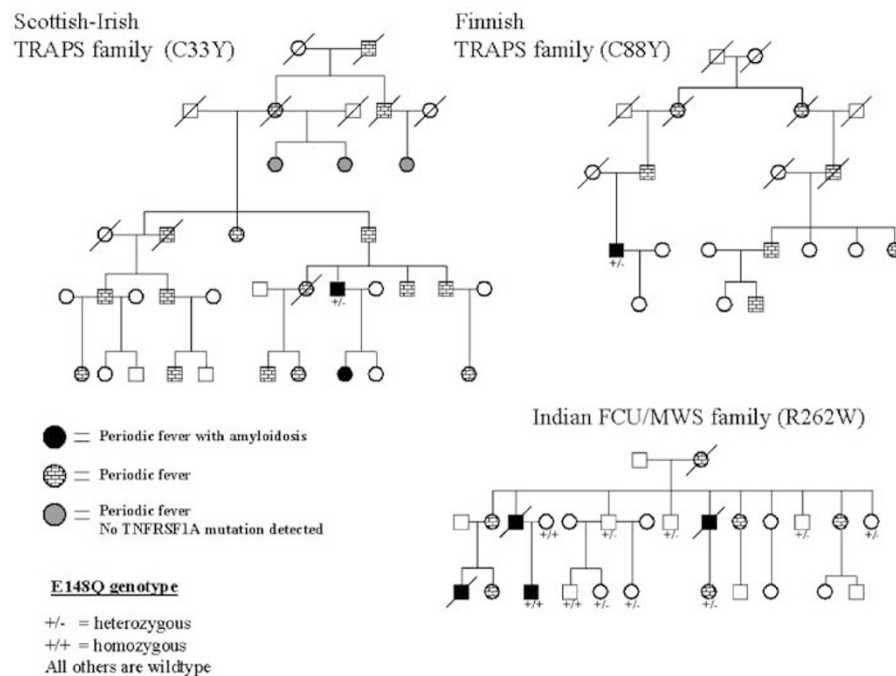 Scottish-Irish
TRAPS family (C33Y)
Finnish
TRAPS family (C88Y)
+/-
+/-
Indian FCU/MWS family (R262W)
= Periodic fever with amyloidosis
= Periodic fever
= Periodic fever
No TNFRSF1A mutation detected
+/+ +/- +/- +/- +/- +/-
+/+ +/+ +/- +/- +/-
E148Q genotype
+/- = heterozygous
+/+ = homozygous
All others are wildtype